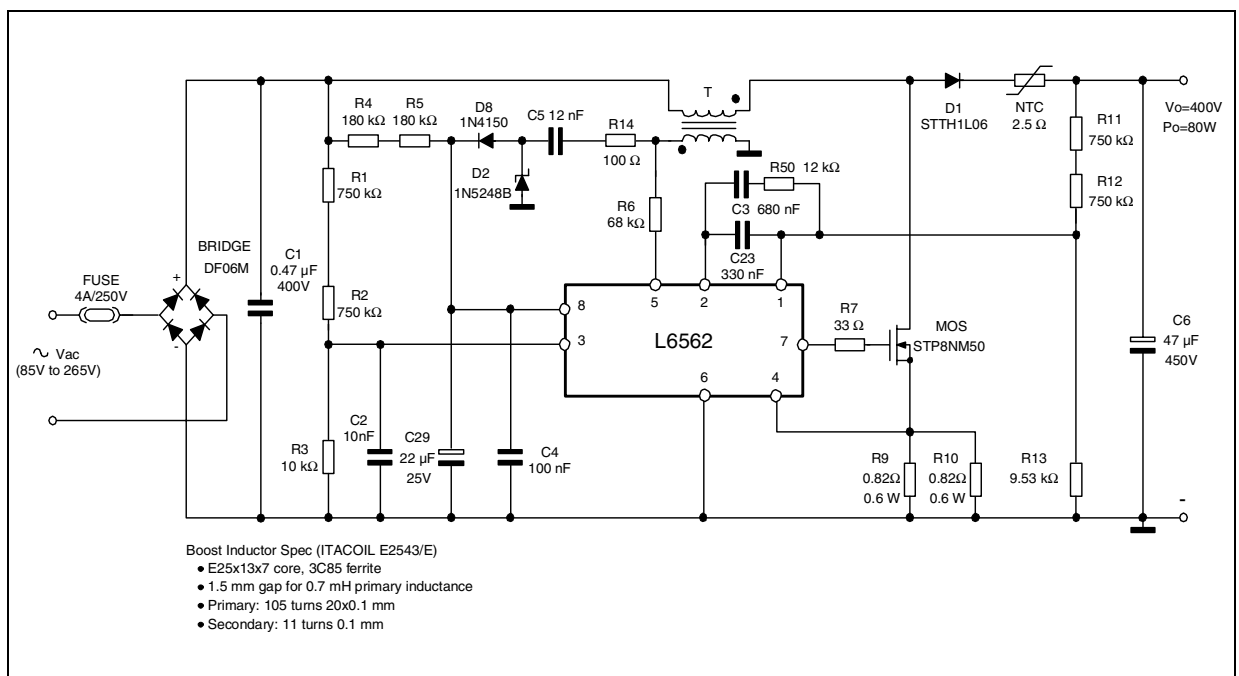 T
D1
STTH1L06
NTC
2.5 Ω
Vo=400V
Po=80W
R4
180 kΩ
R5
180 kΩ
D8
1N4150
C5 12 nF
R14
100 Ω
R11
750 kΩ
R1
750 kΩ
D2
1N5248B
R50 12 kΩ
R12
750 kΩ
C3 680 nF
R6
68 kΩ
C23
330 nF
BRIDGE
DF06M
C1
0.47 µF
400V
FUSE
4A/250V
+
-
R2
750 kΩ
5
2
1
8
3
L6562
7
6
4
R7
33 Ω
MOS
STP8NM50
C6
47 µF
450V
~ Vac
(85V to 265V)
R3
10 kΩ
C2
10nF
C29
22 µF
25V
C4
100 nF
R9
0.82Ω
0.6 W
R10
0.82Ω
0.6 W
R13
9.53 kΩ
-
Boost Inductor Spec (ITACOIL E2543/E)
● E25x13x7 core, 3C85 ferrite
● 1.5 mm gap for 0.7 mH primary inductance
● Primary: 105 turns 20x0.1 mm
● Secondary: 11 turns 0.1 mm